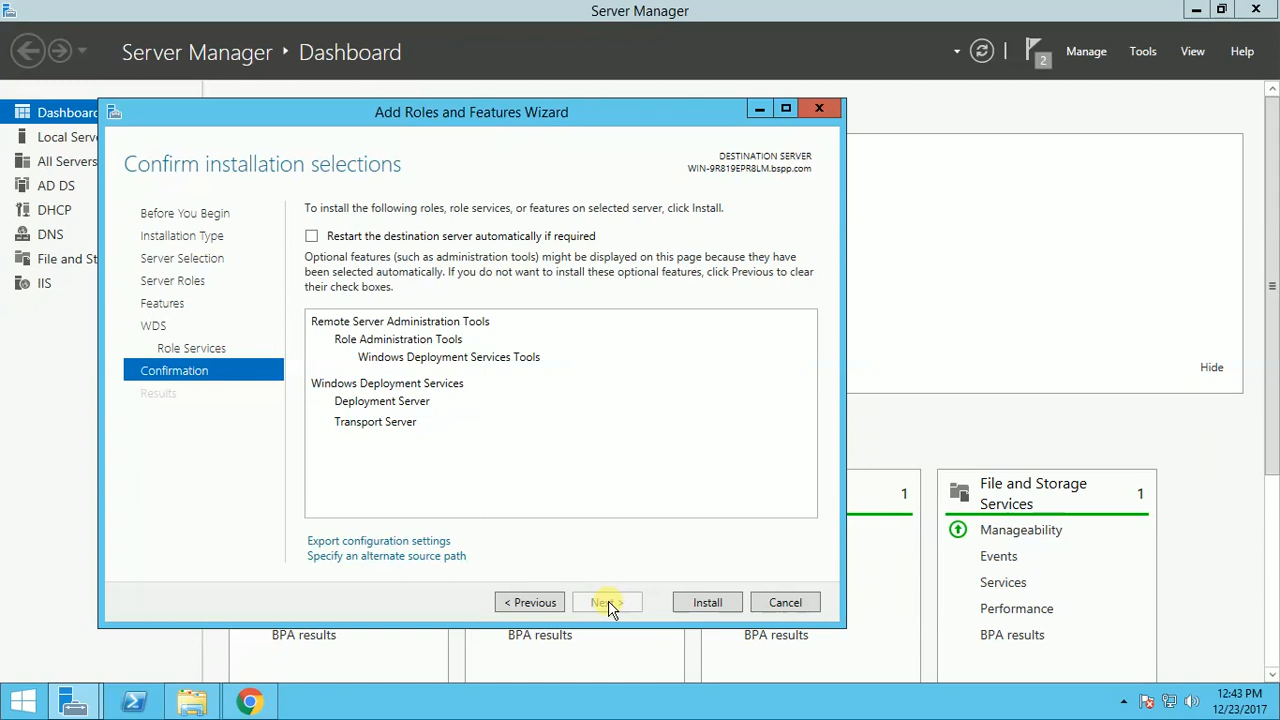 Server Manager
Server Manager ‣ Dashboard
2
Manage
Tools
View
Help
Dashboard
Local Serve
All Servers
AD DS
DHCP
DNS
File and St
IIS
Add Roles and Features Wizard
Confirm installation selections
DESTINATION SERVER
WIN-9R819EPR8LM.bspp.com
Before You Begin
Installation Type
Server Selection
Server Roles
Features
WDS
Role Services
Confirmation
Results
To install the following roles, role services, or features on selected server, click Install.
Restart the destination server automatically if required
Optional features (such as administration tools) might be displayed on this page because they have
been selected automatically. If you do not want to install these optional features, click Previous to clear
their check boxes.
Remote Server Administration Tools
Role Administration Tools
Windows Deployment Services Tools
Windows Deployment Services
Deployment Server
Transport Server
Export configuration settings
Specify an alternate source path
< Previous
Next >
Install
Cancel
Hide
1
File and Storage
Services
1
Manageability
Events
Services
Performance
BPA results
BPA results
BPA results
BPA results
12:43 PM
12/23/2017